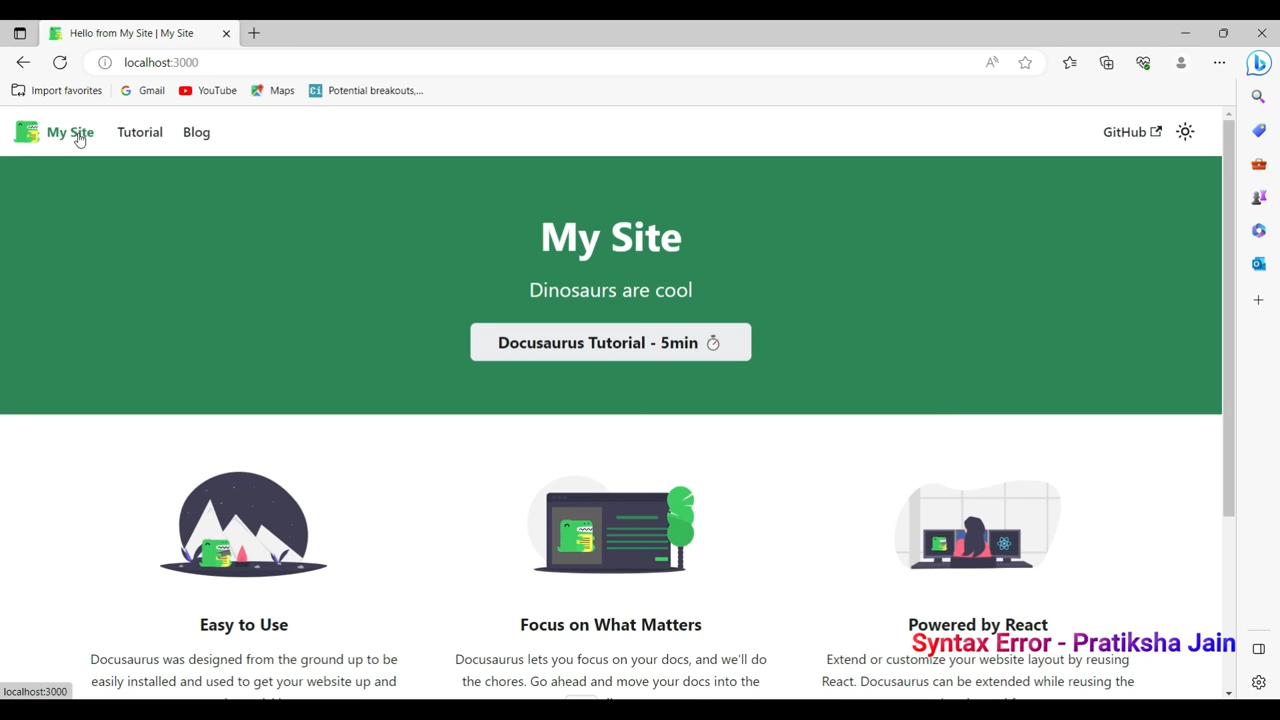 Hello from My Site | My Site
localhost:3000
Import favorites
Gmail
YouTube
Maps
Potential breakouts,...
My Site
Tutorial
Blog
GitHub
My Site
Dinosaurs are cool
Docusaurus Tutorial - 5min
Easy to Use
Docusaurus was designed from the ground up to be
easily installed and used to get your website up and
Focus on What Matters
Docusaurus lets you focus on your docs, and we'll do
the chores. Go ahead and move your docs into the
Powered by React
Syntax Error - Pratiksha Jain
Extend or customize your website layout by reusing
React. Docusaurus can be extended while reusing the
localhost:3000